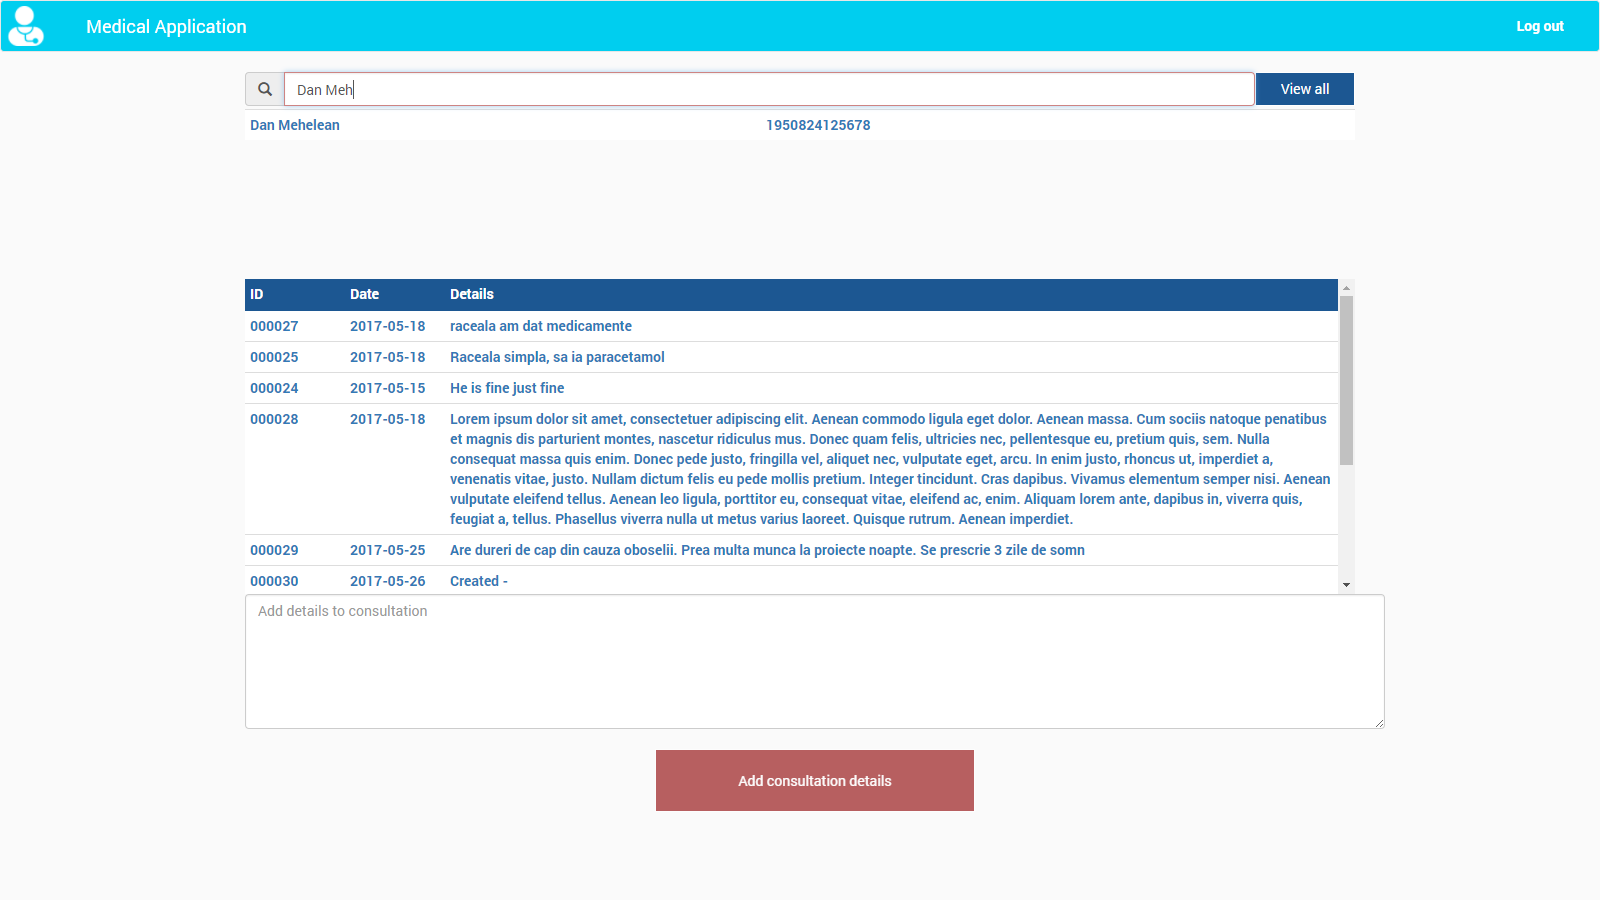 Medical Application
Log out
Dan Meh
View all
Dan Mehelean 1950824125678
ID Date Details
000027 2017-05-18 raceala am dat medicamente
000025 2017-05-18 Raceala simpla, sa ia paracetamol
000024 2017-05-15 He is fine just fine
000028 2017-05-18 Lorem ipsum dolor sit amet, consectetuer adipiscing elit. Aenean commodo ligula eget dolor. Aenean massa. Cum sociis natoque penatibus
et magnis dis parturient montes, nascetur ridiculus mus. Donec quam felis, ultricies nec, pellentesque eu, pretium quis, sem. Nulla
consequat massa quis enim. Donec pede justo, fringilla vel, aliquet nec, vulputate eget, arcu. In enim justo, rhoncus ut, imperdiet a,
venenatis vitae, justo. Nullam dictum felis eu pede mollis pretium. Integer tincidunt. Cras dapibus. Vivamus elementum semper nisi. Aenean
vulputate eleifend tellus. Aenean leo ligula, porttitor eu, consequat vitae, eleifend ac, enim. Aliquam lorem ante, dapibus in, viverra quis,
feugiat a, tellus. Phasellus viverra nulla ut metus varius laoreet. Quisque rutrum. Aenean imperdiet.
000029 2017-05-25 Are dureri de cap din cauza oboselii. Prea multa munca la proiecte noapte. Se prescrie 3 zile de somn
000030 2017-05-26 Created -
Add details to consultation
Add consultation details